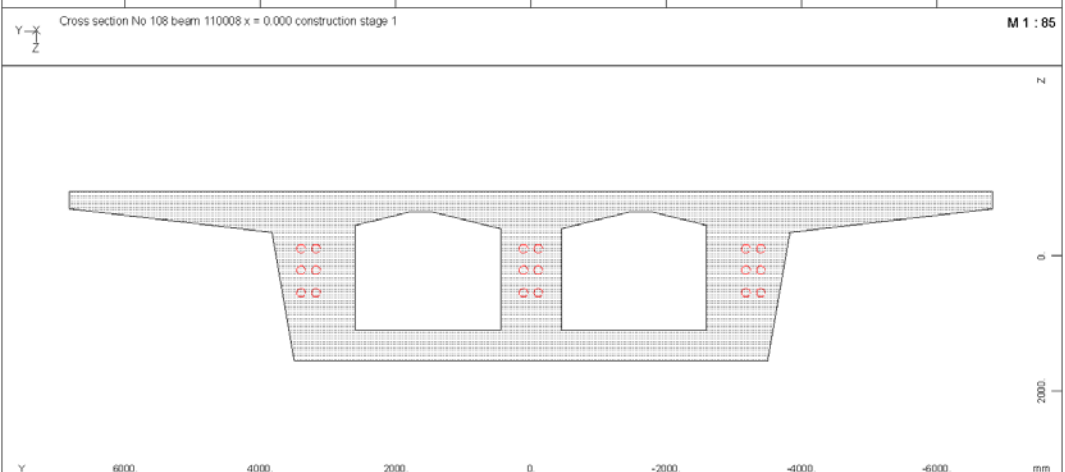 Cross section No 108 beam 110008 x = 0.000 construction stage 1
M 1 : 85
Y X
Z
Z
0.
2000.
Y 6000. 4000. 2000. 0. -2000. -4000. -6000. mm